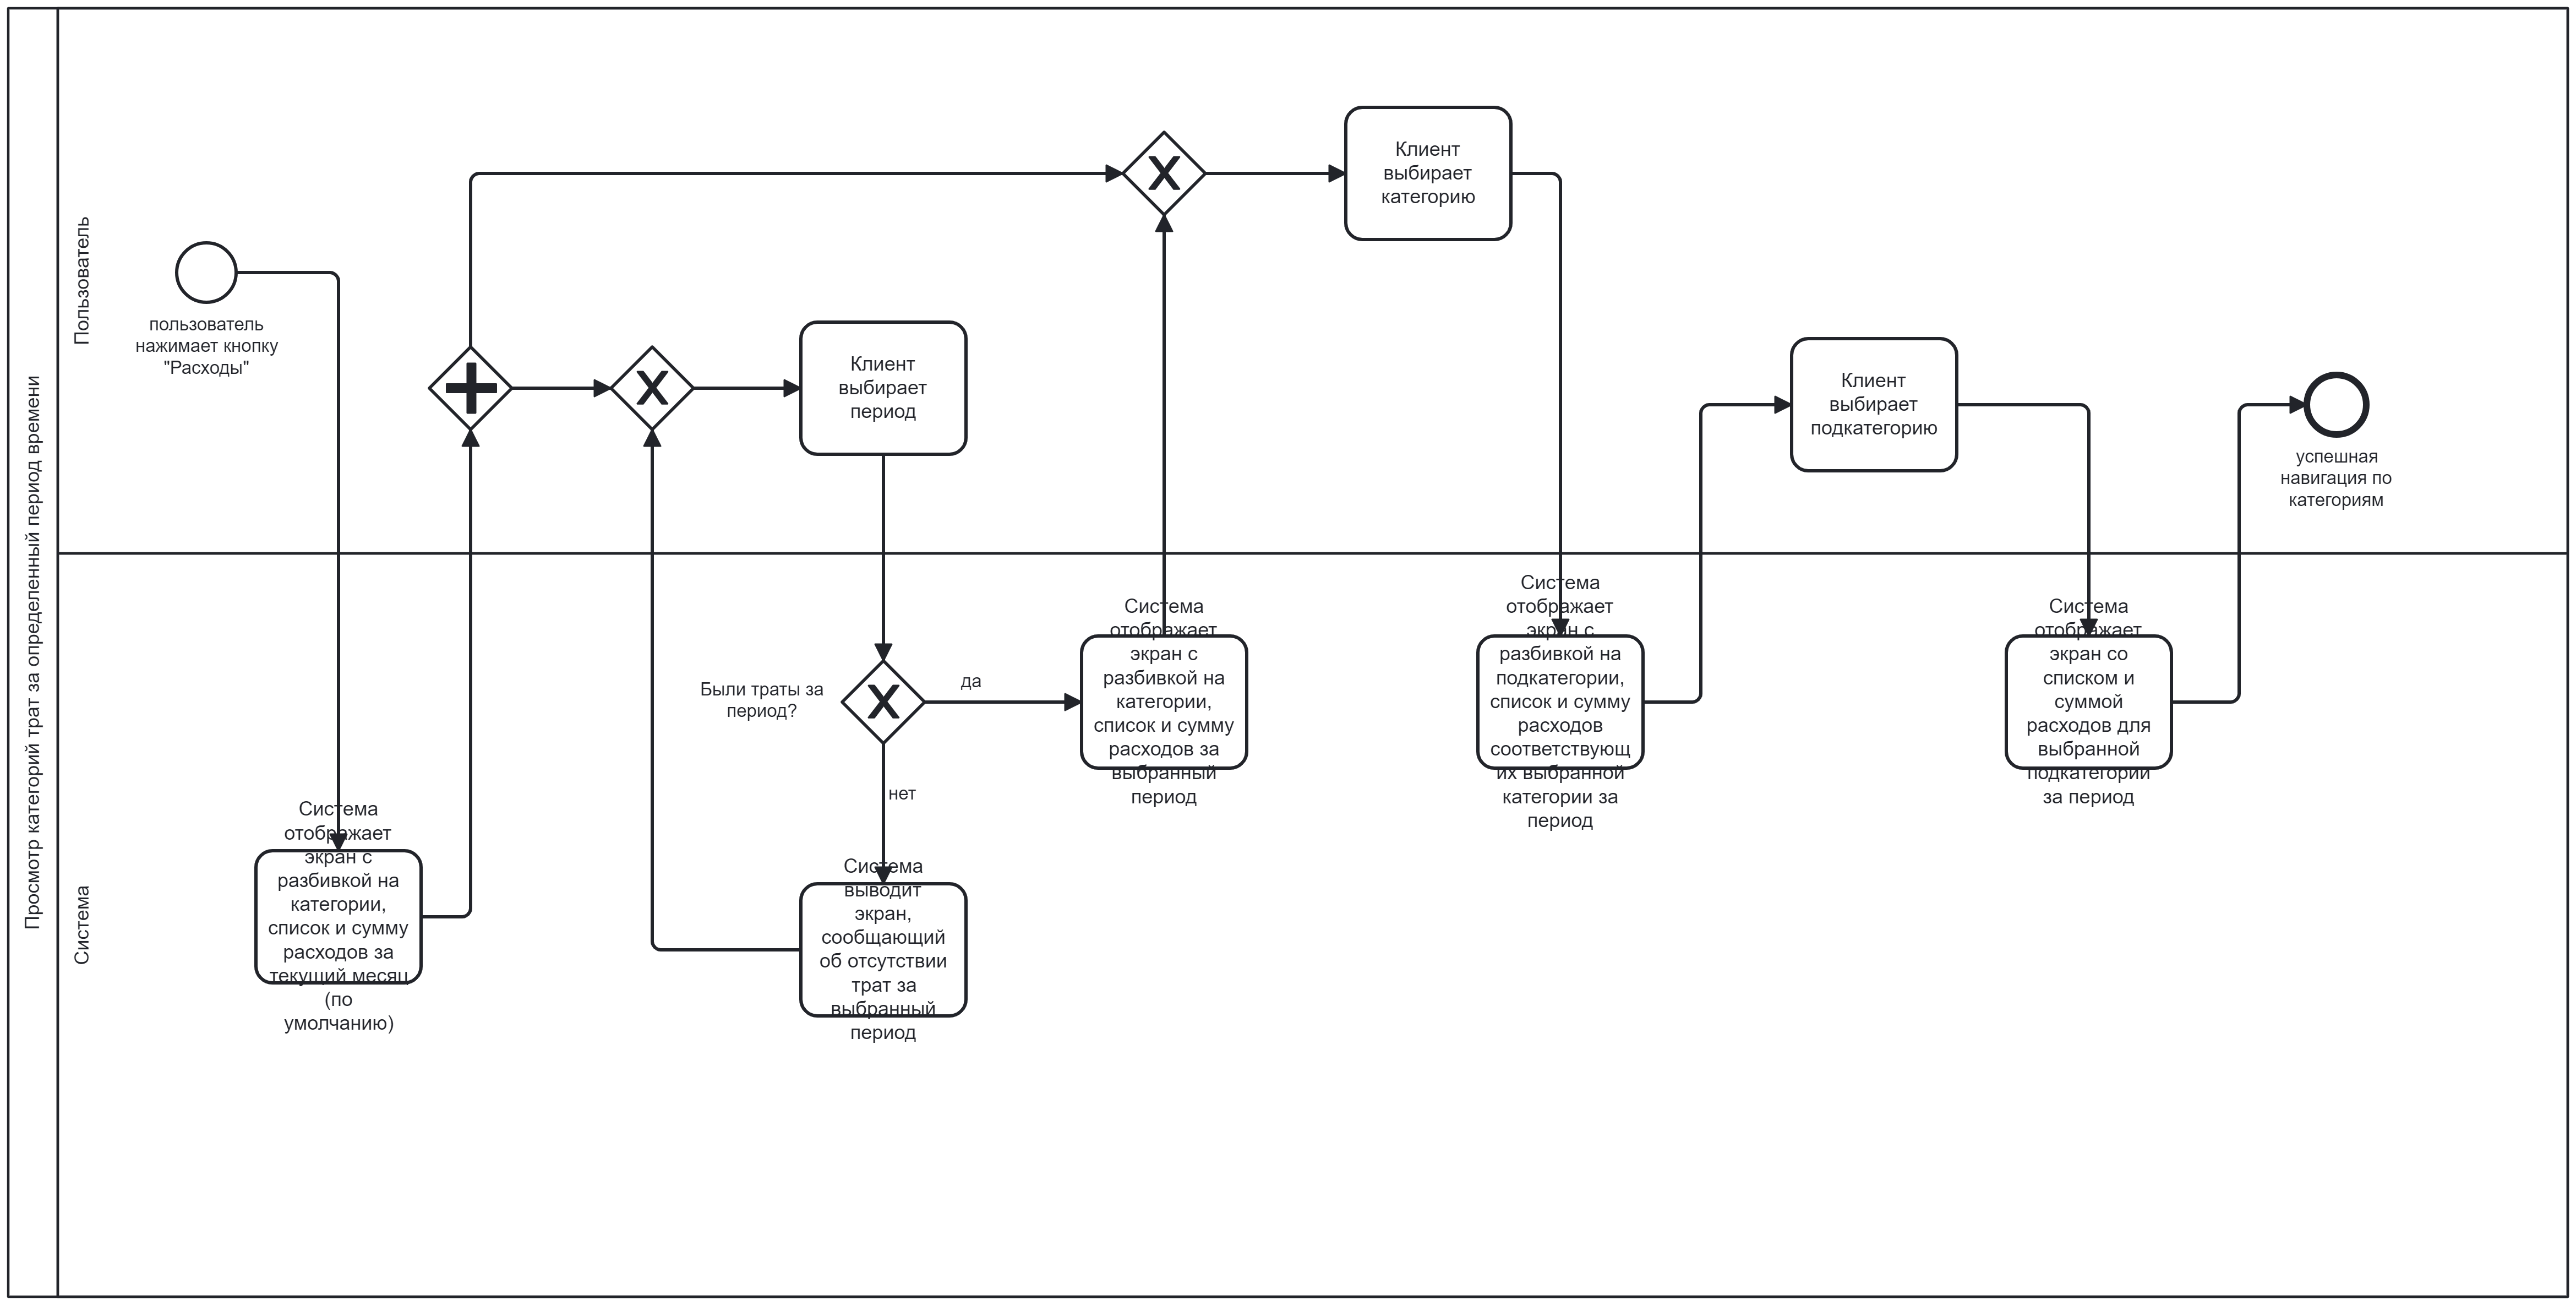 Просмотр категорий трат за определенный период времени
Пользователь
пользователь
нажимает кнопку
"Расходы"
Клиент
выбирает
период
Клиент
выбирает
категорию
Клиент
выбирает
подкатегорию
успешная
навигация по
категориям
Система
Система
отображает
экран с
разбивкой на
категории,
список и сумму
расходов за
текущий месяц
(по
умолчанию)
Были траты за
период?
да
нет
Система
выводит
экран,
сообщающий
об отсутствии
трат за
выбранный
период
Система
отображает
экран с
разбивкой на
категории,
список и сумму
расходов за
выбранный
период
Система
отображает
экран с
разбивкой на
подкатегории,
список и сумму
расходов
соответствующ
их выбранной
категории за
период
Система
отображает
экран со
списком и
суммой
расходов для
выбранной
подкатегории
за период